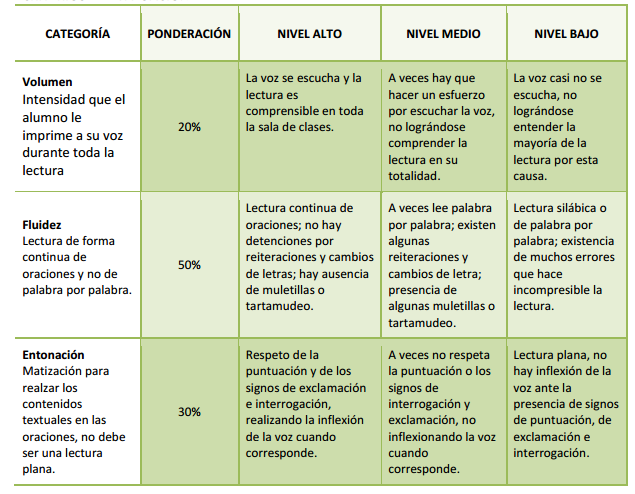 CATEGORÍA PONDERACIÓN NIVEL ALTO NIVEL MEDIO NIVEL BAJO
Volumen
Intensidad que el
alumno le
imprime a su voz
durante toda la
lectura
20%
La voz se escucha y la
lectura es
comprensible en toda
la sala de clases.
A veces hay que
hacer un esfuerzo
por escuchar la voz,
no lográndose
comprender la
lectura en su
totalidad.
La voz casi no se
escucha, no
lográndose
entender la
mayoría de la
lectura por esta
causa.
Fluidez
Lectura de forma
continua de
oraciones y no de
palabra por palabra.
50%
Lectura continua de
oraciones; no hay
detenciones por
reiteraciones y cambios
de letras; hay ausencia
de muletillas o
tartamudeo.
A veces lee palabra
por palabra; existen
algunas
reiteraciones y
cambios de letra;
presencia de
algunas muletillas o
tartamudeo.
Lectura silábica o
de palabra por
palabra; existencia
de muchos errores
que hace
incompresible la
lectura.
Entonación
Matización para
realzar los
contenidos
textuales en las
oraciones, no debe
ser una lectura
plana.
30%
Respeto de la
puntuación y de los
signos de exclamación
e interrogación,
realizando la inflexión
de la voz cuando
corresponde.
A veces no respeta
la puntuación o los
signos de
interrogación y
exclamación, no
inflexionando la voz
cuando
corresponde.
Lectura plana, no
hay inflexión de la
voz ante la
presencia de signos
de puntuación, de
exclamación e
interrogación.